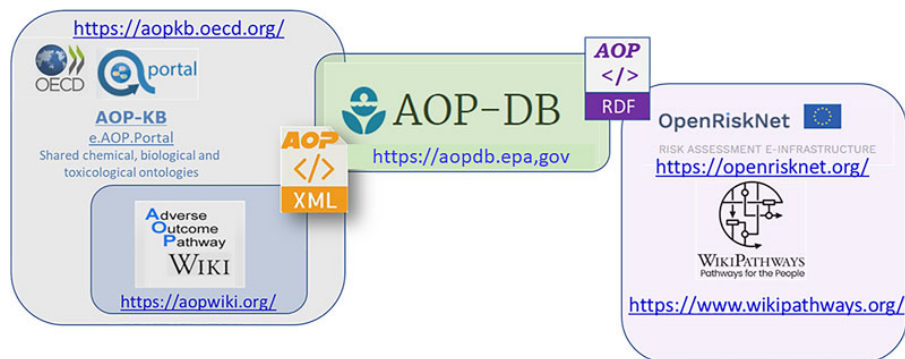 https://aopkb.oecd.org/
OECD
portal
AOP-KB
e.AOP.Portal
Shared chemical, biological and
toxicological ontologies
AOP
</>
XML
Adverse
Outcome
Pathway
WIKI
https://aopwiki.org/
AOP-DB
https://aopdb.epa,gov
AOP
</>
RDF
OpenRiskNet
RISK ASSESSMENT E-INFRASTRUCTURE
https://openrisknet.org/
WIKIPATHWAYS
Pathways for the People
https://www.wikipathways.org/